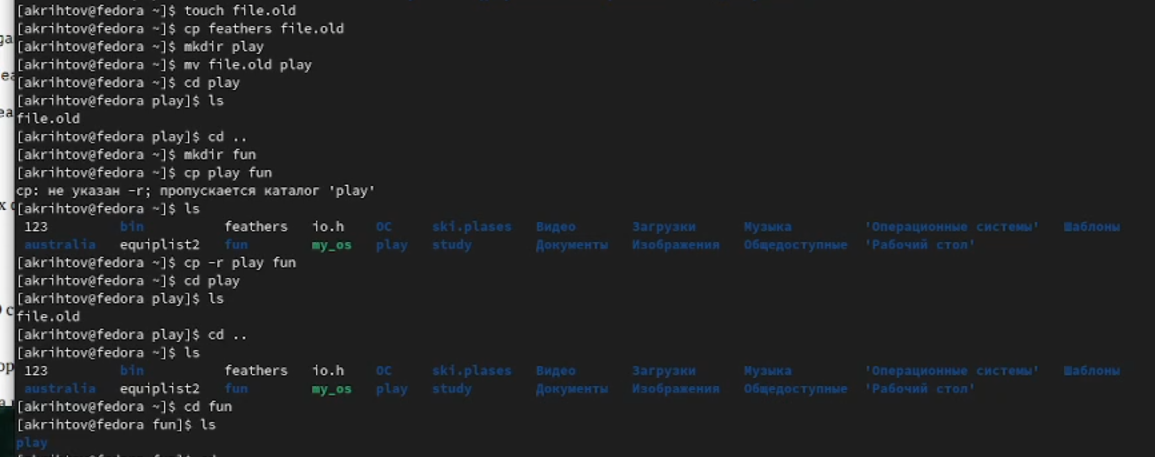 [akrihtov@fedora ~]$ touch file.old
[akrihtov@fedora ~]$ cp feathers file.old
[akrihtov@fedora ~]$ mkdir play
[akrihtov@fedora ~]$ mv file.old play
[akrihtov@fedora ~]$ cd play
[akrihtov@fedora play]$ ls
file.old
[akrihtov@fedora play]$ cd ..
[akrihtov@fedora ~]$ mkdir fun
[akrihtov@fedora ~]$ cp play fun
cp: не указан -r; пропускается каталог 'play'
[akrihtov@fedora ~]$ ls
123 bin feathers io.h ОС ski.plases Видео Загрузки Музыка 'Операционные системы' Шаблоны
australia equiplist2 fun my_os play study Документы Изображения Общедоступные 'Рабочий стол'
[akrihtov@fedora ~]$ cp -r play fun
[akrihtov@fedora ~]$ cd play
[akrihtov@fedora play]$ ls
file.old
[akrihtov@fedora play]$ cd ..
[akrihtov@fedora ~]$ ls
123 bin feathers io.h ОС ski.plases Видео Загрузки Музыка 'Операционные системы' Шаблоны
australia equiplist2 fun my_os play study Документы Изображения Общедоступные 'Рабочий стол'
[akrihtov@fedora ~]$ cd fun
[akrihtov@fedora fun]$ ls
play